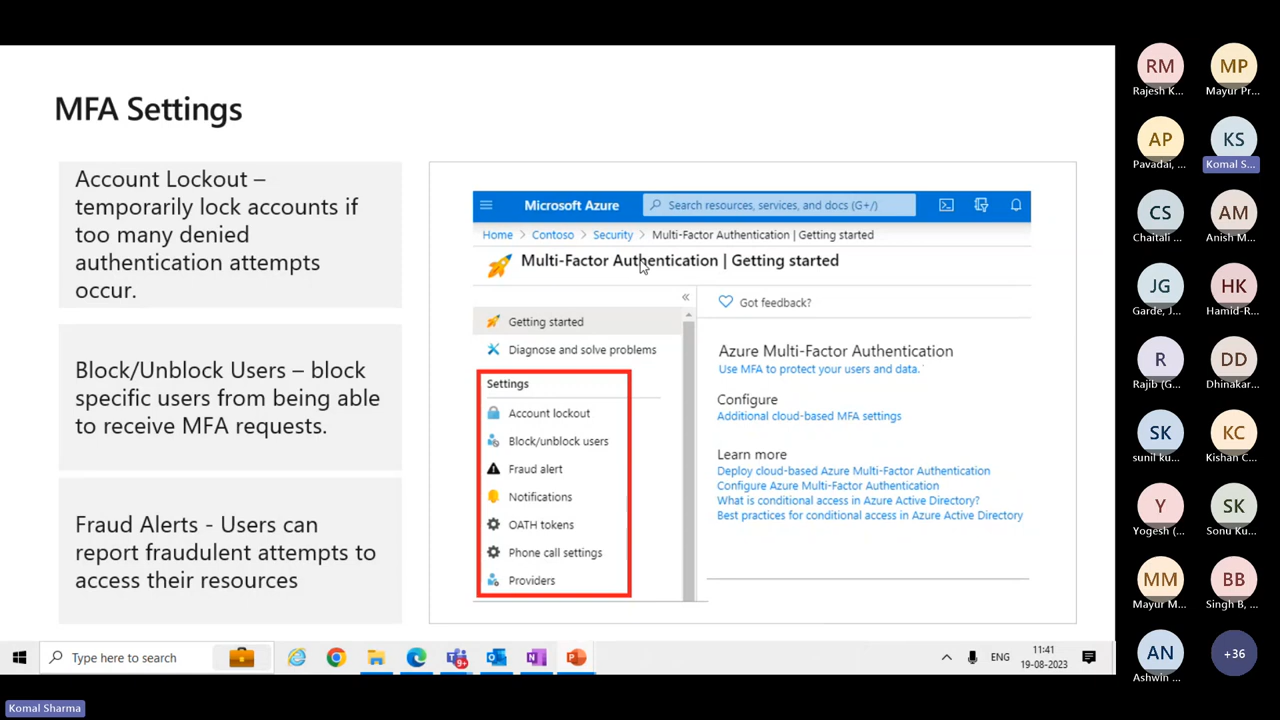 MFA Settings
Account Lockout –
temporarily lock accounts if
too many denied
authentication attempts
occur.
Block/Unblock Users – block
specific users from being able
to receive MFA requests.
Fraud Alerts - Users can
report fraudulent attempts to
access their resources
Microsoft Azure
Search resources, services, and docs (G+/)
Home > Contoso > Security > Multi-Factor Authentication | Getting started
Multi-Factor Authentication | Getting started
«
Getting started
Diagnose and solve problems
Settings
Account lockout
Block/unblock users
Fraud alert
Notifications
OATH tokens
Phone call settings
Providers
Got feedback?
Azure Multi-Factor Authentication
Use MFA to protect your users and data.
Configure
Additional cloud-based MFA settings
Learn more
Deploy cloud-based Azure Multi-Factor Authentication
Configure Azure Multi-Factor Authentication
What is conditional access in Azure Active Directory?
Best practices for conditional access in Azure Active Directory
RM MP
Rajesh K... Mayur Pr...
AP KS
Pavadai, ... Komal S...
CS AM
Chaitali ... Anish M...
JG HK
Garde, J... Hamid-R...
R DD
Rajib (G... Dhinakar...
SK KC
sunil ku... Kishan C...
Y SK
Yogesh (... Sonu Ku...
MM BB
Mayur M... Singh B, ...
AN +36
Ashwin ...
Type here to search
9+
ENG
11:41
19-08-2023
Komal Sharma